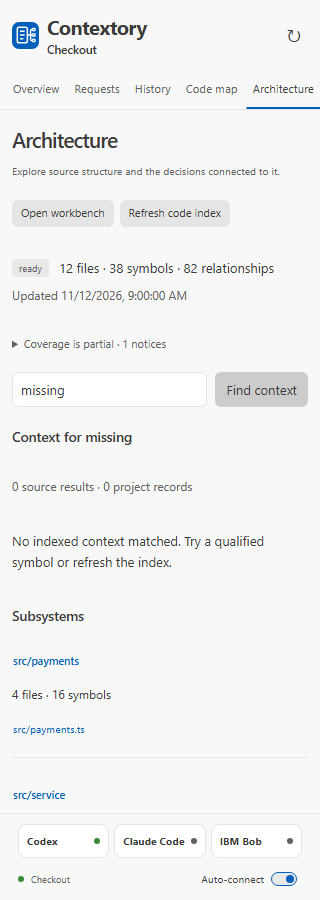 Contextory
Checkout
Overview Requests History Code map Architecture
Architecture
Explore source structure and the decisions connected to it.
Open workbench Refresh code index
ready 12 files · 38 symbols · 82 relationships
Updated 11/12/2026, 9:00:00 AM
Coverage is partial · 1 notices
missing Find context
Context for missing
0 source results · 0 project records
No indexed context matched. Try a qualified
symbol or refresh the index.
Subsystems
src/payments
4 files · 16 symbols
src/payments.ts
src/service
Codex Claude Code IBM Bob
Checkout Auto-connect